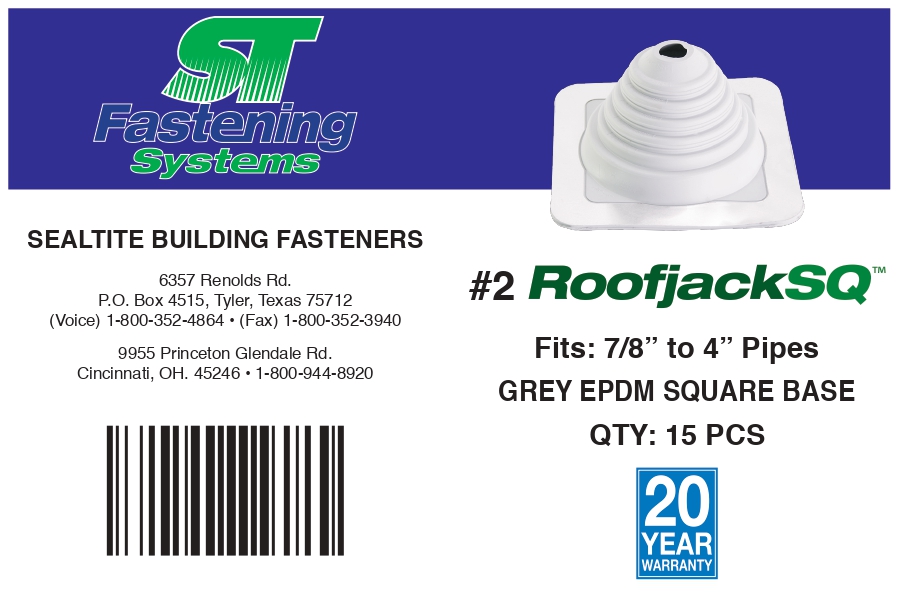 ST
Fastening
Systems
SEALTITE BUILDING FASTENERS
6357 Renolds Rd.
P.O. Box 4515, Tyler, Texas 75712
(Voice) 1-800-352-4864 • (Fax) 1-800-352-3940
9955 Princeton Glendale Rd.
Cincinnati, OH. 45246 • 1-800-944-8920
#2 RoofjackSQ™
Fits: 7/8” to 4” Pipes
GREY EPDM SQUARE BASE
QTY: 15 PCS
20
YEAR
WARRANTY